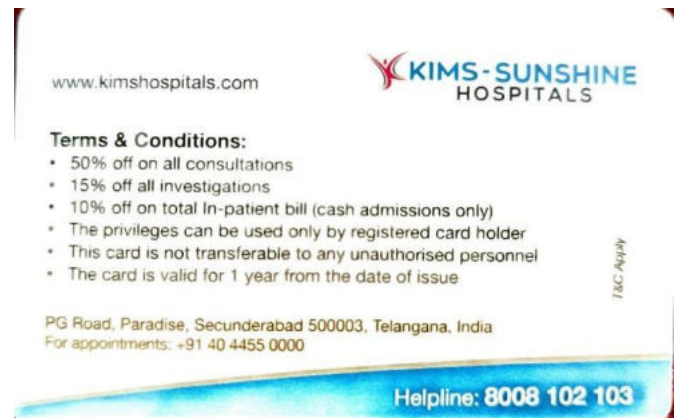 www.kimshospitals.com
KIMS-SUNSHINE
HOSPITALS
Terms & Conditions:
• 50% off on all consultations
• 15% off all investigations
• 10% off on total In-patient bill (cash admissions only)
• The privileges can be used only by registered card holder
• This card is not transferable to any unauthorised personnel
• The card is valid for 1 year from the date of issue
T&C Apply
PG Road, Paradise, Secunderabad 500003, Telangana, India
For appointments: +91 40 4455 0000
Helpline: 8008 102 103